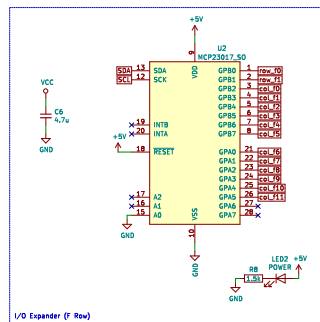 +5V
U2
MCP23017_SO
9
VDD
SDA 13 SDA
SCL 12 SCK
GPB0 1 row_f0
GPB1 2 row_f1
GPB2 3 col_f0
GPB3 4 col_f1
GPB4 5 col_f2
GPB5 6 col_f3
GPB6 7 col_f4
GPB7 8 col_f5
VCC
C6
4.7u
GND
19 INTB
20 INTA
+5V
18 RESET
GPA0 21 col_f6
GPA1 22 col_f7
GPA2 23 col_f8
GPA3 24 col_f9
GPA4 25 col_f10
GPA5 26 col_f11
GPA6 27
GPA7 28
17 A2
16 A1
15 A0
GND
VSS
10
GND
LED2
POWER
+5V
R8
1.5k
GND
I/O Expander (F Row)